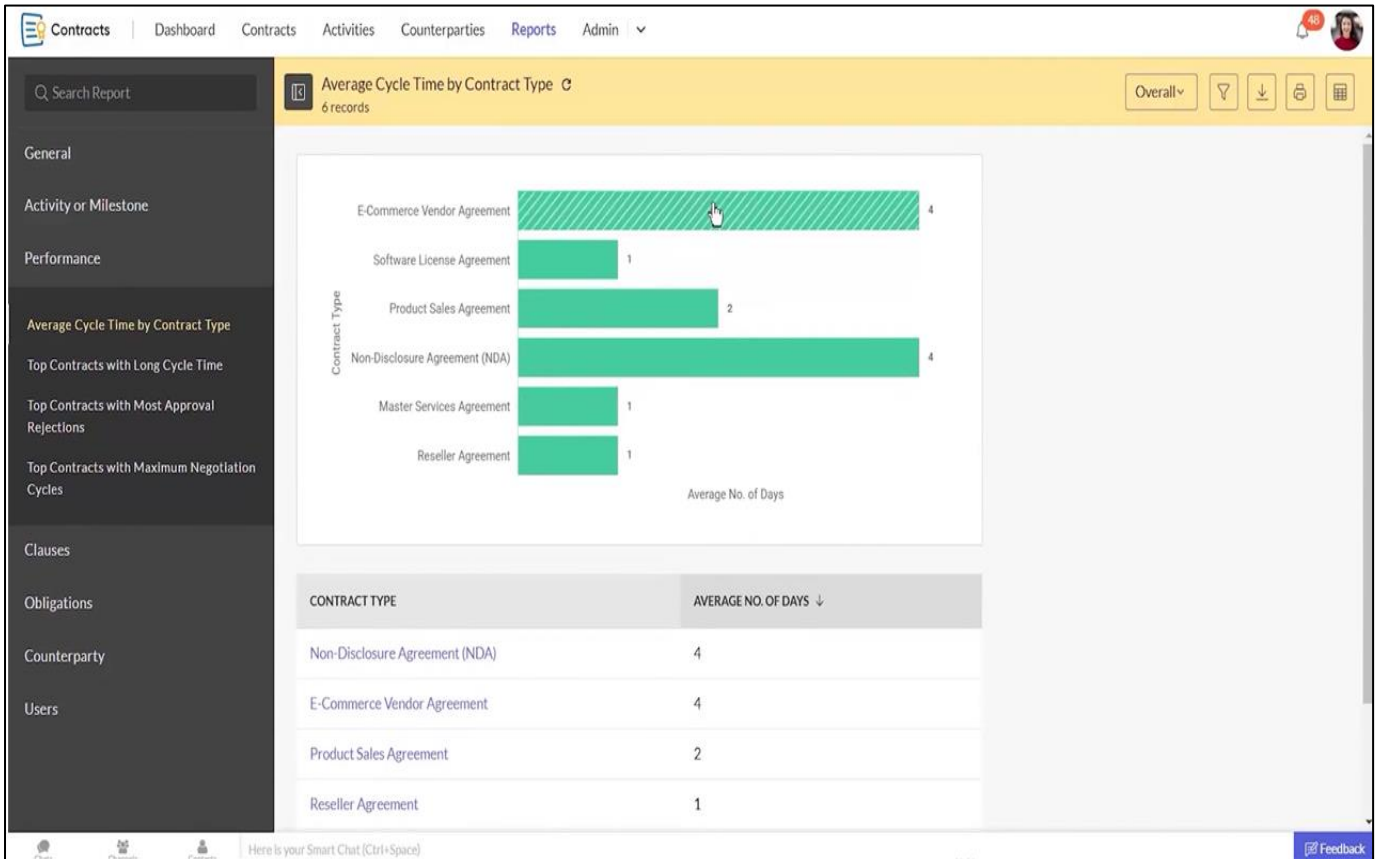 Contracts Dashboard Contracts Activities Counterparties Reports Admin
48
Search Report
Average Cycle Time by Contract Type
6 records
Overall
General
Activity or Milestone
Performance
Average Cycle Time by Contract Type
Top Contracts with Long Cycle Time
Top Contracts with Most Approval
Rejections
Top Contracts with Maximum Negotiation
Cycles
Clauses
Obligations
Counterparty
Users
Contract Type
E-Commerce Vendor Agreement 4
Software License Agreement 1
Product Sales Agreement 2
Non-Disclosure Agreement (NDA) 4
Master Services Agreement 1
Reseller Agreement 1
Average No. of Days
CONTRACT TYPE AVERAGE NO. OF DAYS ↓
Non-Disclosure Agreement (NDA) 4
E-Commerce Vendor Agreement 4
Product Sales Agreement 2
Reseller Agreement 1
Here is your Smart Chat (Ctrl+Space)
Feedback